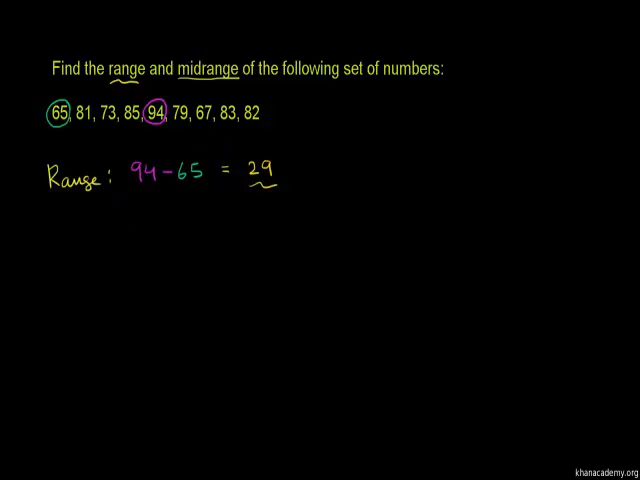 Find the range and midrange of the following set of numbers:
65, 81, 73, 85, 94, 79, 67, 83, 82
Range: 94-65 = 29
khanacademy.org